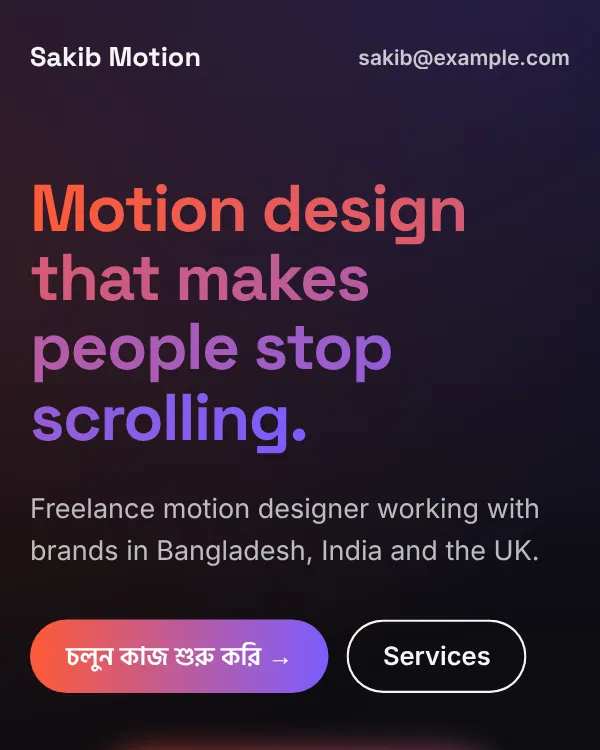 Sakib Motion
sakib@example.com
Motion design
that makes
people stop
scrolling.
Freelance motion designer working with
brands in Bangladesh, India and the UK.
চলুন কাজ শুরু করি →
Services